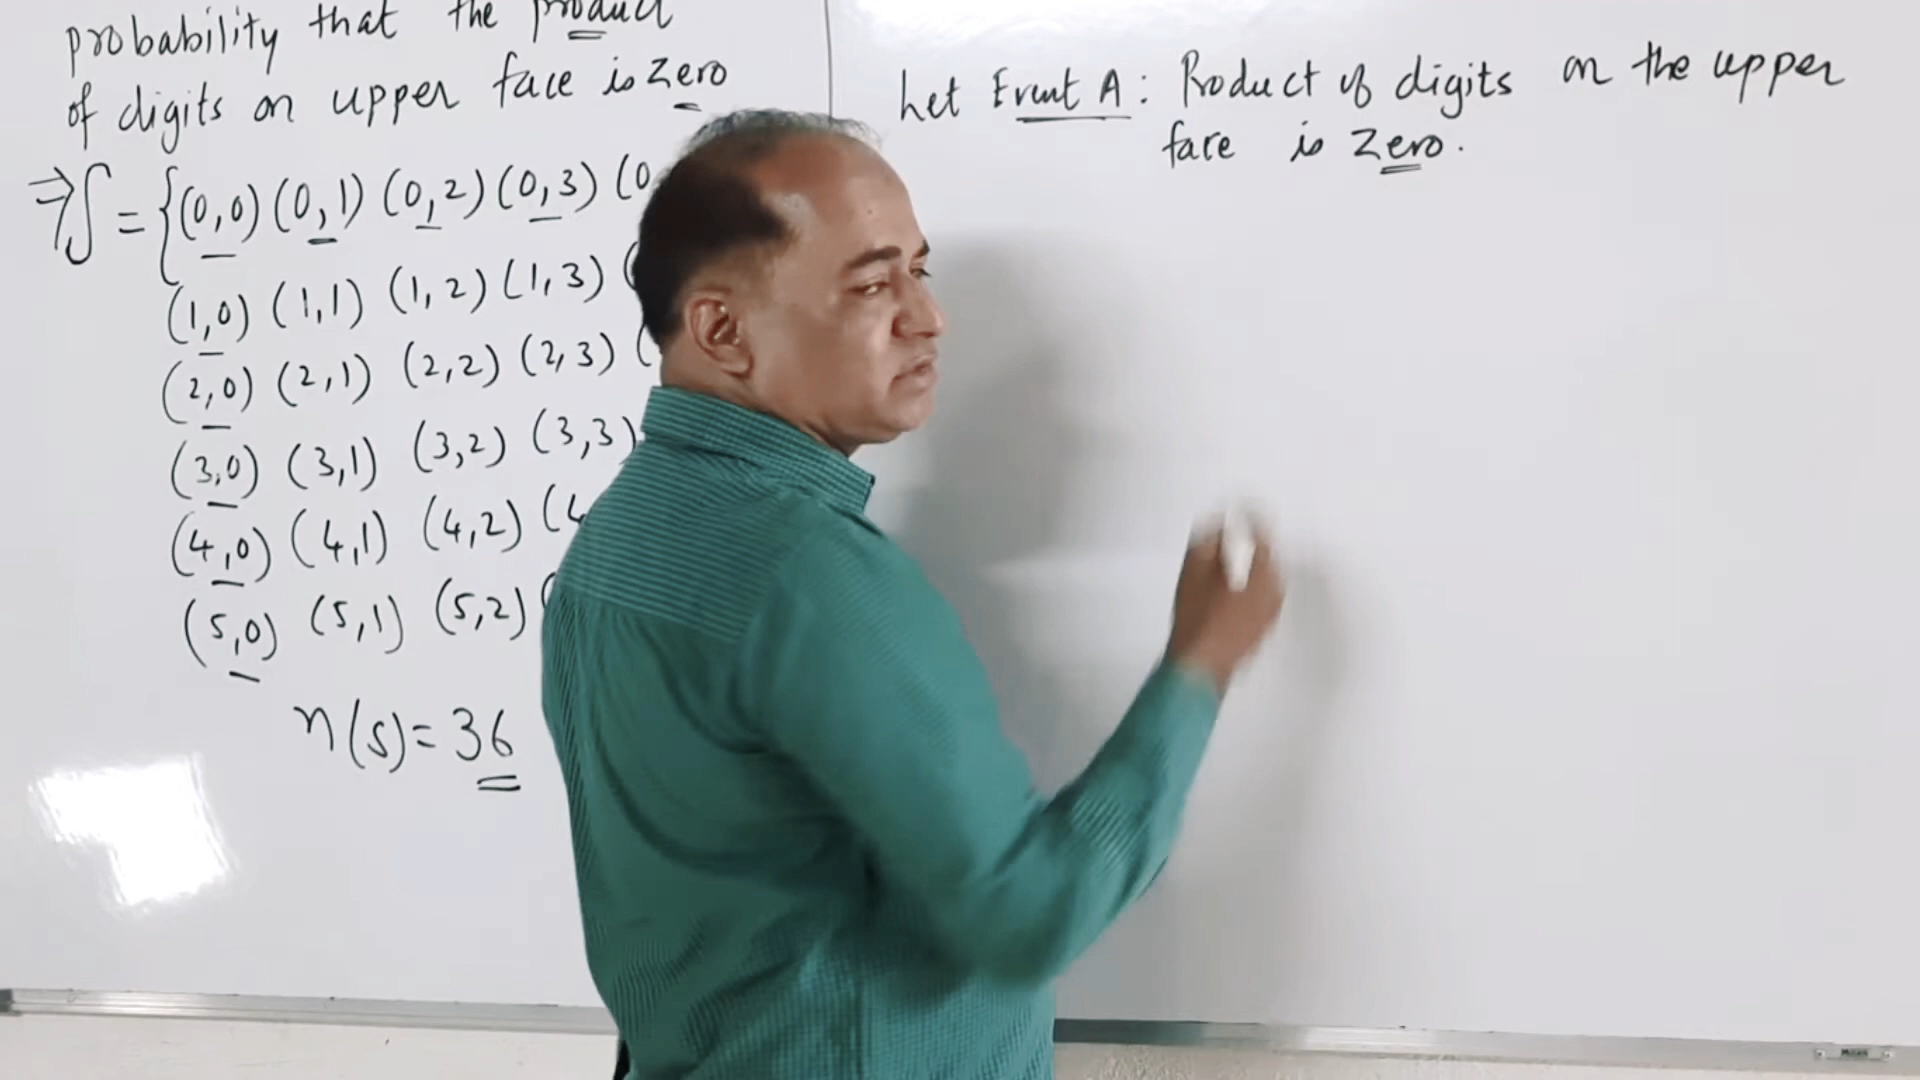 probability that the product
of digits on upper face is zero
⇒ S = {(0,0) (0,1) (0,2) (0,3) (0
(1,0) (1,1) (1,2) (1,3) (
(2,0) (2,1) (2,2) (2,3) (
(3,0) (3,1) (3,2) (3,3)
(4,0) (4,1) (4,2) (4
(5,0) (5,1) (5,2) (
n(s) = 36
Let Event A : Product of digits on the upper
face is zero.